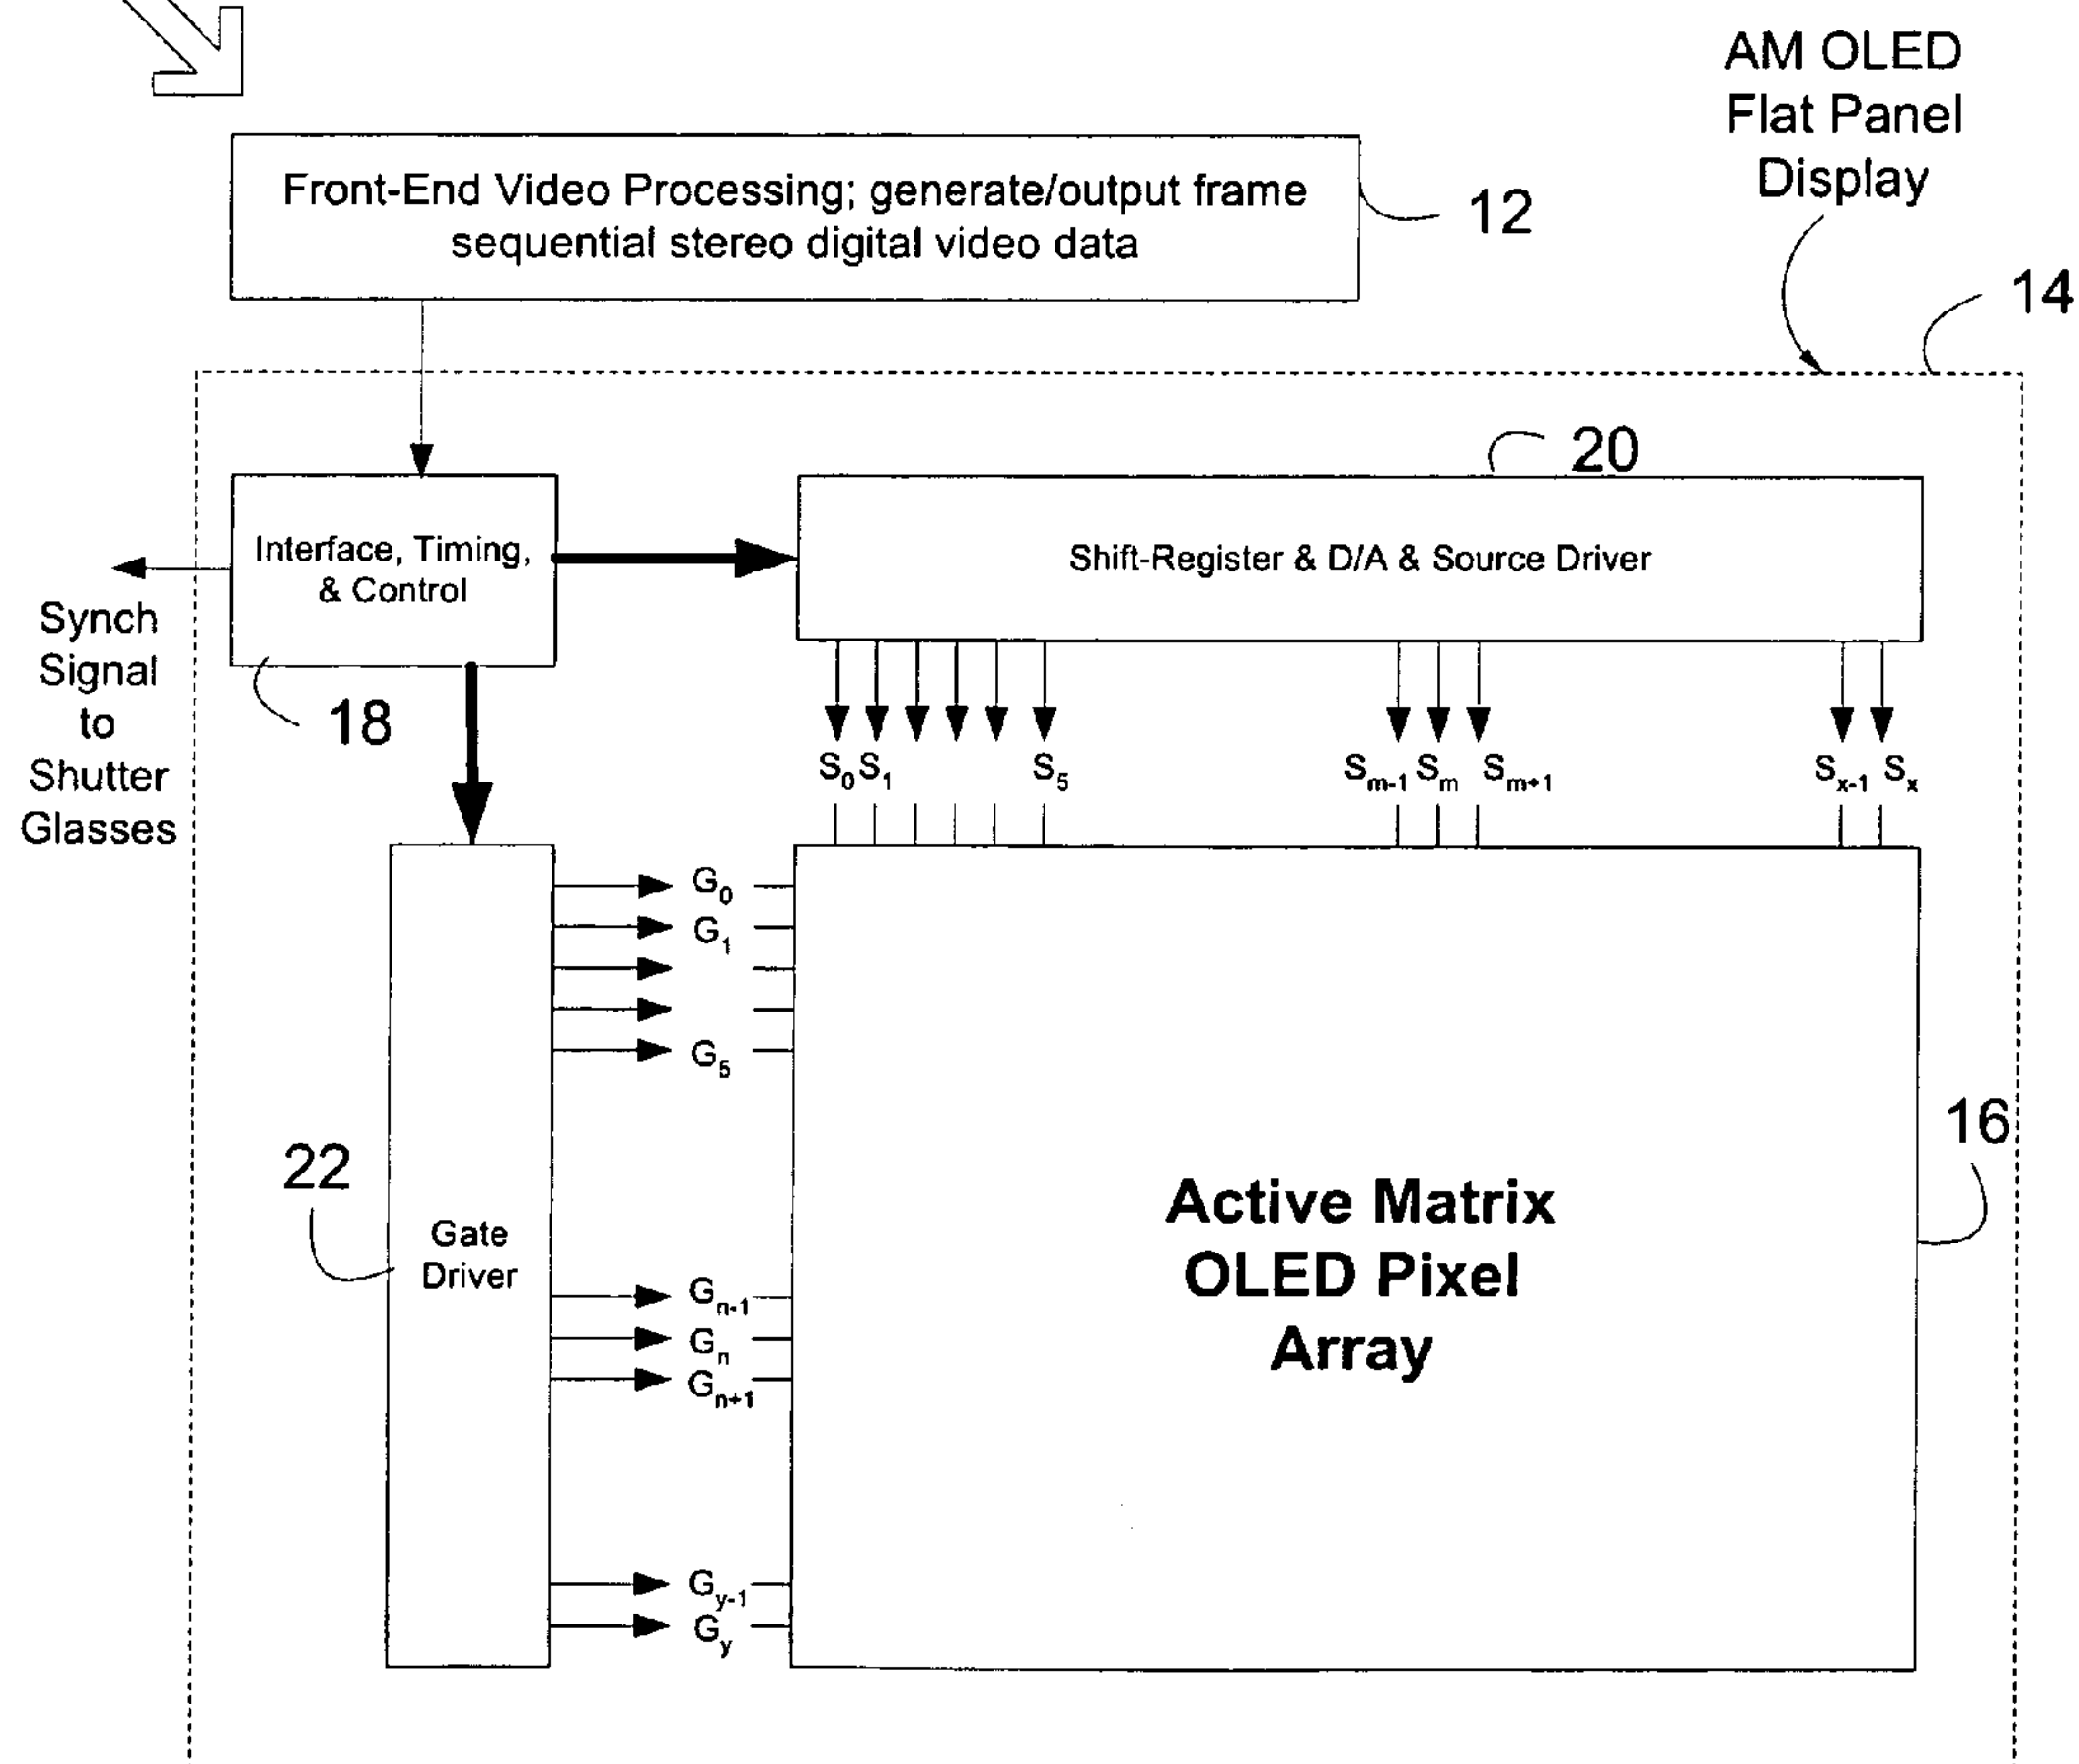 AM OLED
Flat Panel
Display
Front-End Video Processing; generate/output frame
sequential stereo digital video data
12
14
20
Interface, Timing,
& Control
Shift-Register & D/A & Source Driver
Synch
Signal
to
Shutter
Glasses
18
S0 S1 S5 Sm-1 Sm Sm+1 Sx-1 Sx
G0
G1
G5
16
22
Gate
Driver
Active Matrix
OLED Pixel
Array
Gn-1
Gn
Gn+1
Gy-1
Gy